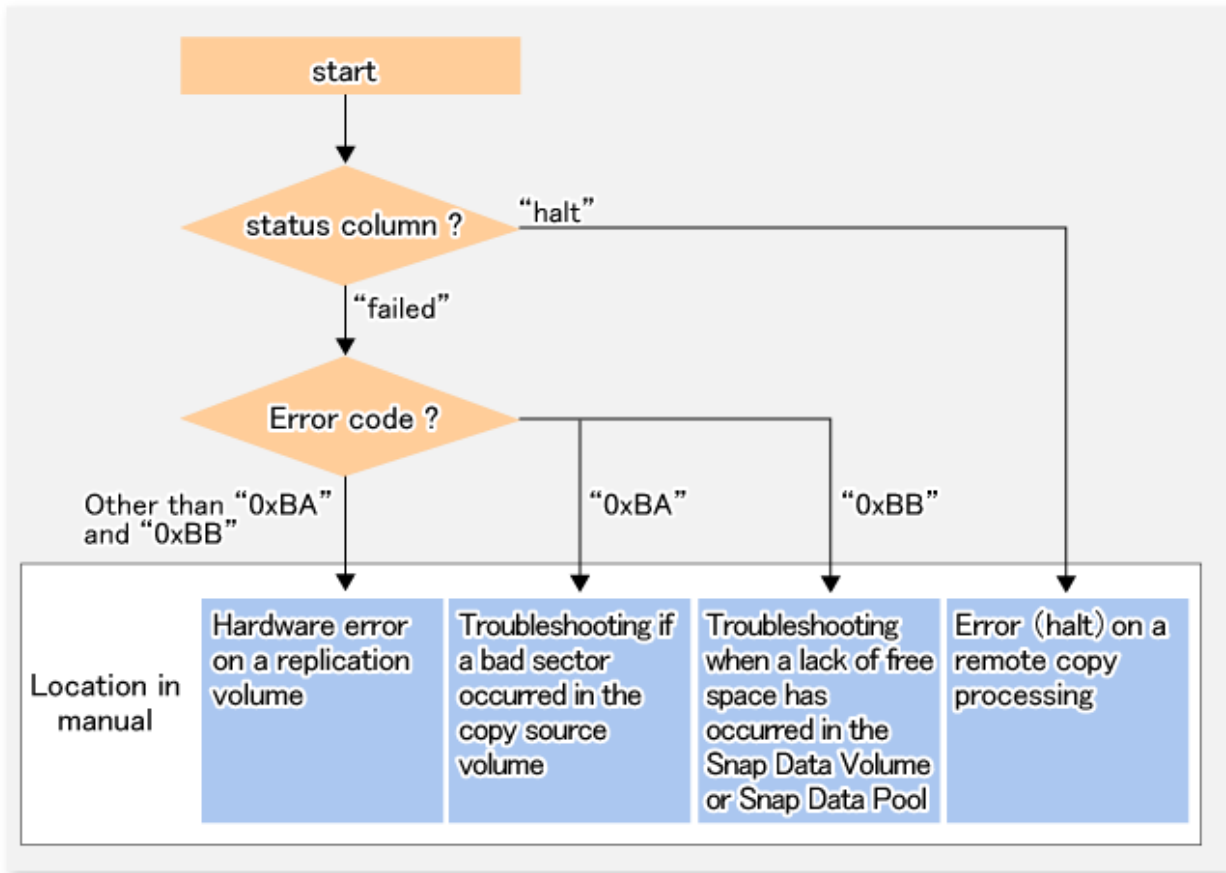 start
status column ?
“halt”
“failed”
Error code ?
Other than “0xBA”
and “0xBB”
“0xBA”
“0xBB”
Location in
manual
Hardware error
on a replication
volume
Troubleshooting if
a bad sector
occurred in the
copy source
volume
Troubleshooting
when a lack of free
space has
occurred in the
Snap Data Volume
or Snap Data Pool
Error (halt) on a
remote copy
processing